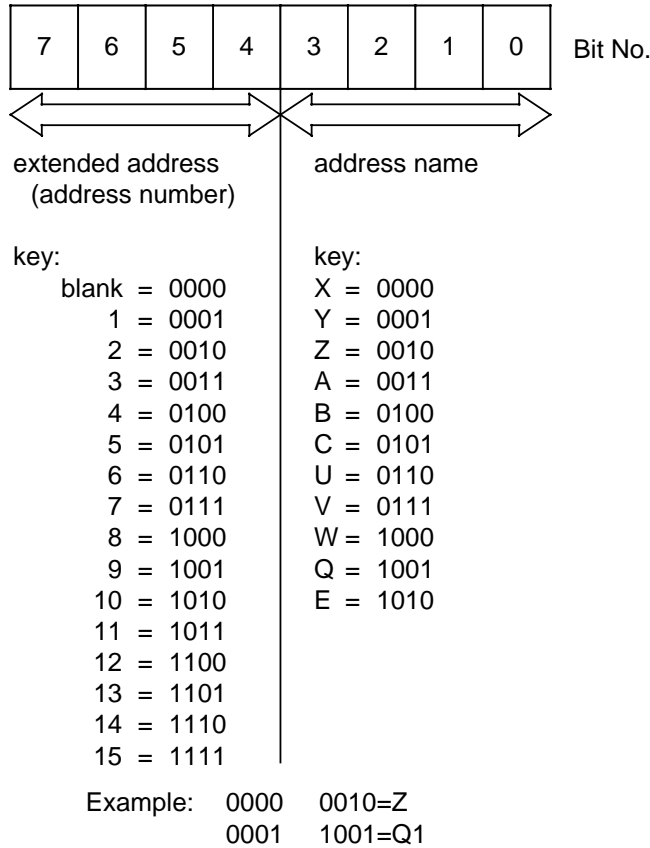 7 6 5 4 3 2 1 0 Bit No.
extended address
(address number)
address name
key:
blank = 0000
1 = 0001
2 = 0010
3 = 0011
4 = 0100
5 = 0101
6 = 0110
7 = 0111
8 = 1000
9 = 1001
10 = 1010
11 = 1011
12 = 1100
13 = 1101
14 = 1110
15 = 1111
key:
X = 0000
Y = 0001
Z = 0010
A = 0011
B = 0100
C = 0101
U = 0110
V = 0111
W = 1000
Q = 1001
E = 1010
Example: 0000 0010=Z
0001 1001=Q1